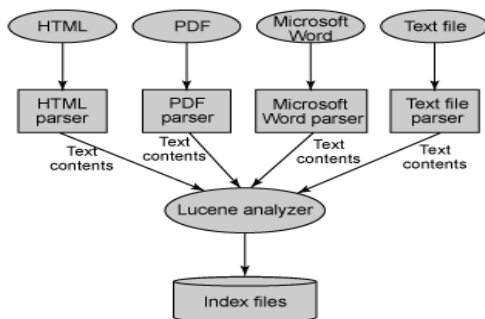 HTML
PDF
Microsoft
Word
Text file
HTML
parser
PDF
parser
Microsoft
Word parser
Text file
parser
Text
contents
Text
contents
Text
contents
Text
contents
Lucene analyzer
Index files